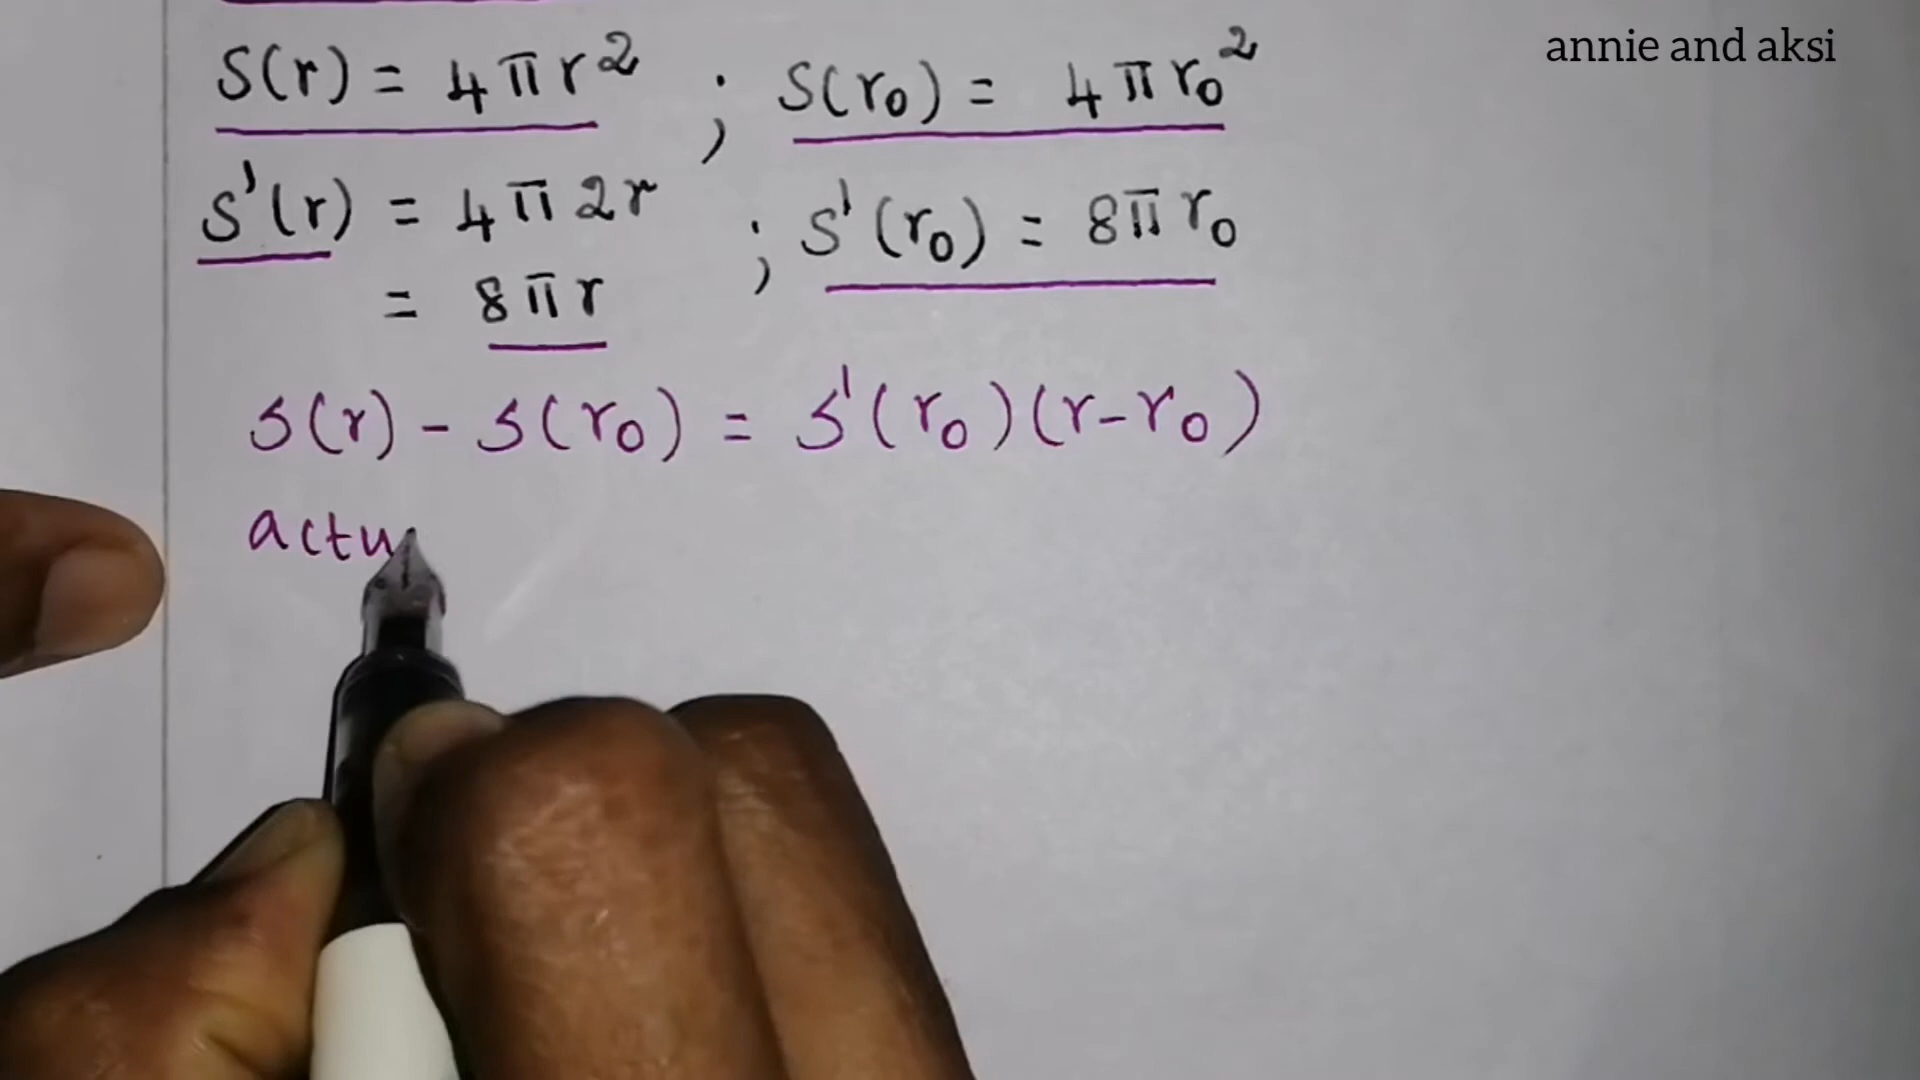 annie and aksi
S(r) = 4πr² ; S(r₀) = 4πr₀²
S'(r) = 4π2r ; S'(r₀) = 8πr₀
= 8πr
S(r) - S(r₀) = S'(r₀)(r-r₀)
actu